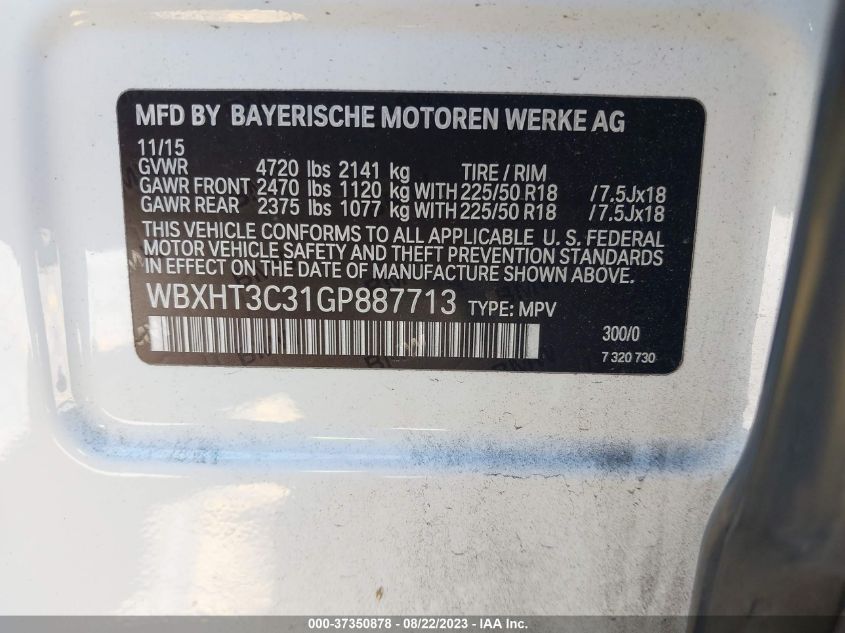 MFD BY BAYERISCHE MOTOREN WERKE AG
11/15
GVWR 4720 lbs 2141 kg TIRE / RIM
GAWR FRONT 2470 lbs 1120 kg WITH 225/50 R18 /7.5Jx18
GAWR REAR 2375 lbs 1077 kg WITH 225/50 R18 /7.5Jx18
THIS VEHICLE CONFORMS TO ALL APPLICABLE U. S. FEDERAL
MOTOR VEHICLE SAFETY AND THEFT PREVENTION STANDARDS
IN EFFECT ON THE DATE OF MANUFACTURE SHOWN ABOVE.
WBXHT3C31GP887713 TYPE: MPV
300/0
7 320 730
000-37350878 - 08/22/2023 - IAA Inc.